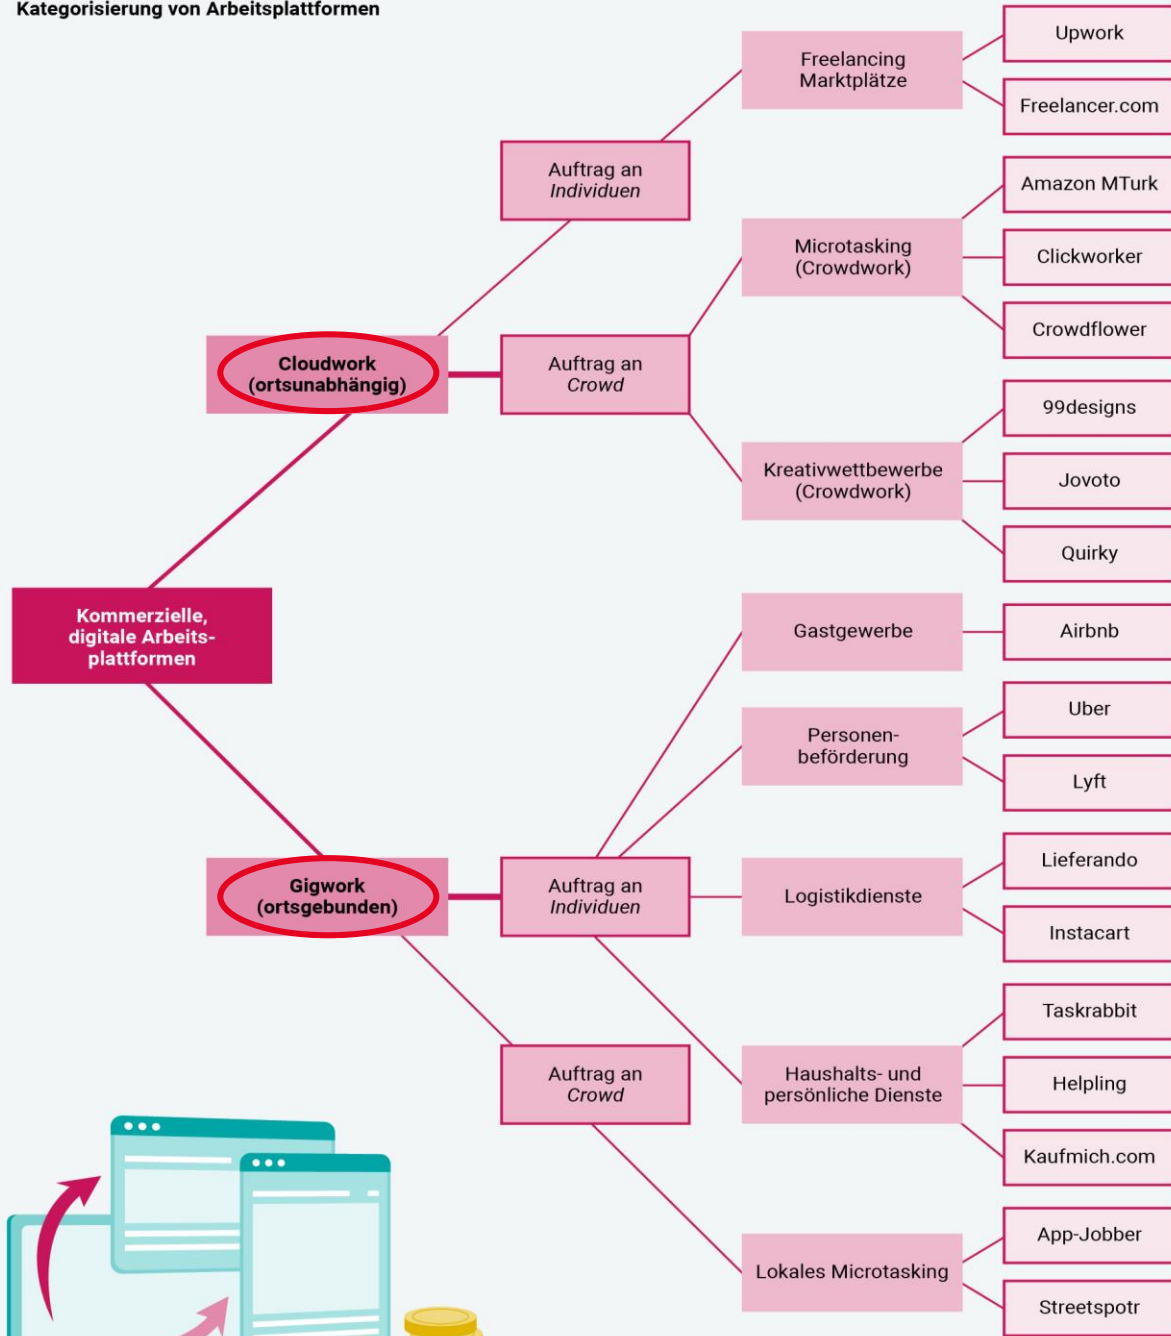 Kategorisierung von Arbeitsplattformen
Upwork
Freelancing
Marktplätze
Freelancer.com
Auftrag an
Individuen
Amazon MTurk
Microtasking
(Crowdwork)
Clickworker
Crowdflower
Cloudwork
(ortsunabhängig)
Auftrag an
Crowd
99designs
Kreativwettbewerbe
(Crowdwork)
Jovoto
Quirky
Kommerzielle,
digitale Arbeits-
plattformen
Gastgewerbe
Airbnb
Uber
Personen-
beförderung
Lyft
Lieferando
Gigwork
(ortsgebunden)
Auftrag an
Individuen
Logistikdienste
Instacart
Taskrabbit
Auftrag an
Crowd
Haushalts- und
persönliche Dienste
Helpling
Kaufmich.com
App-Jobber
Lokales Microtasking
Streetspotr